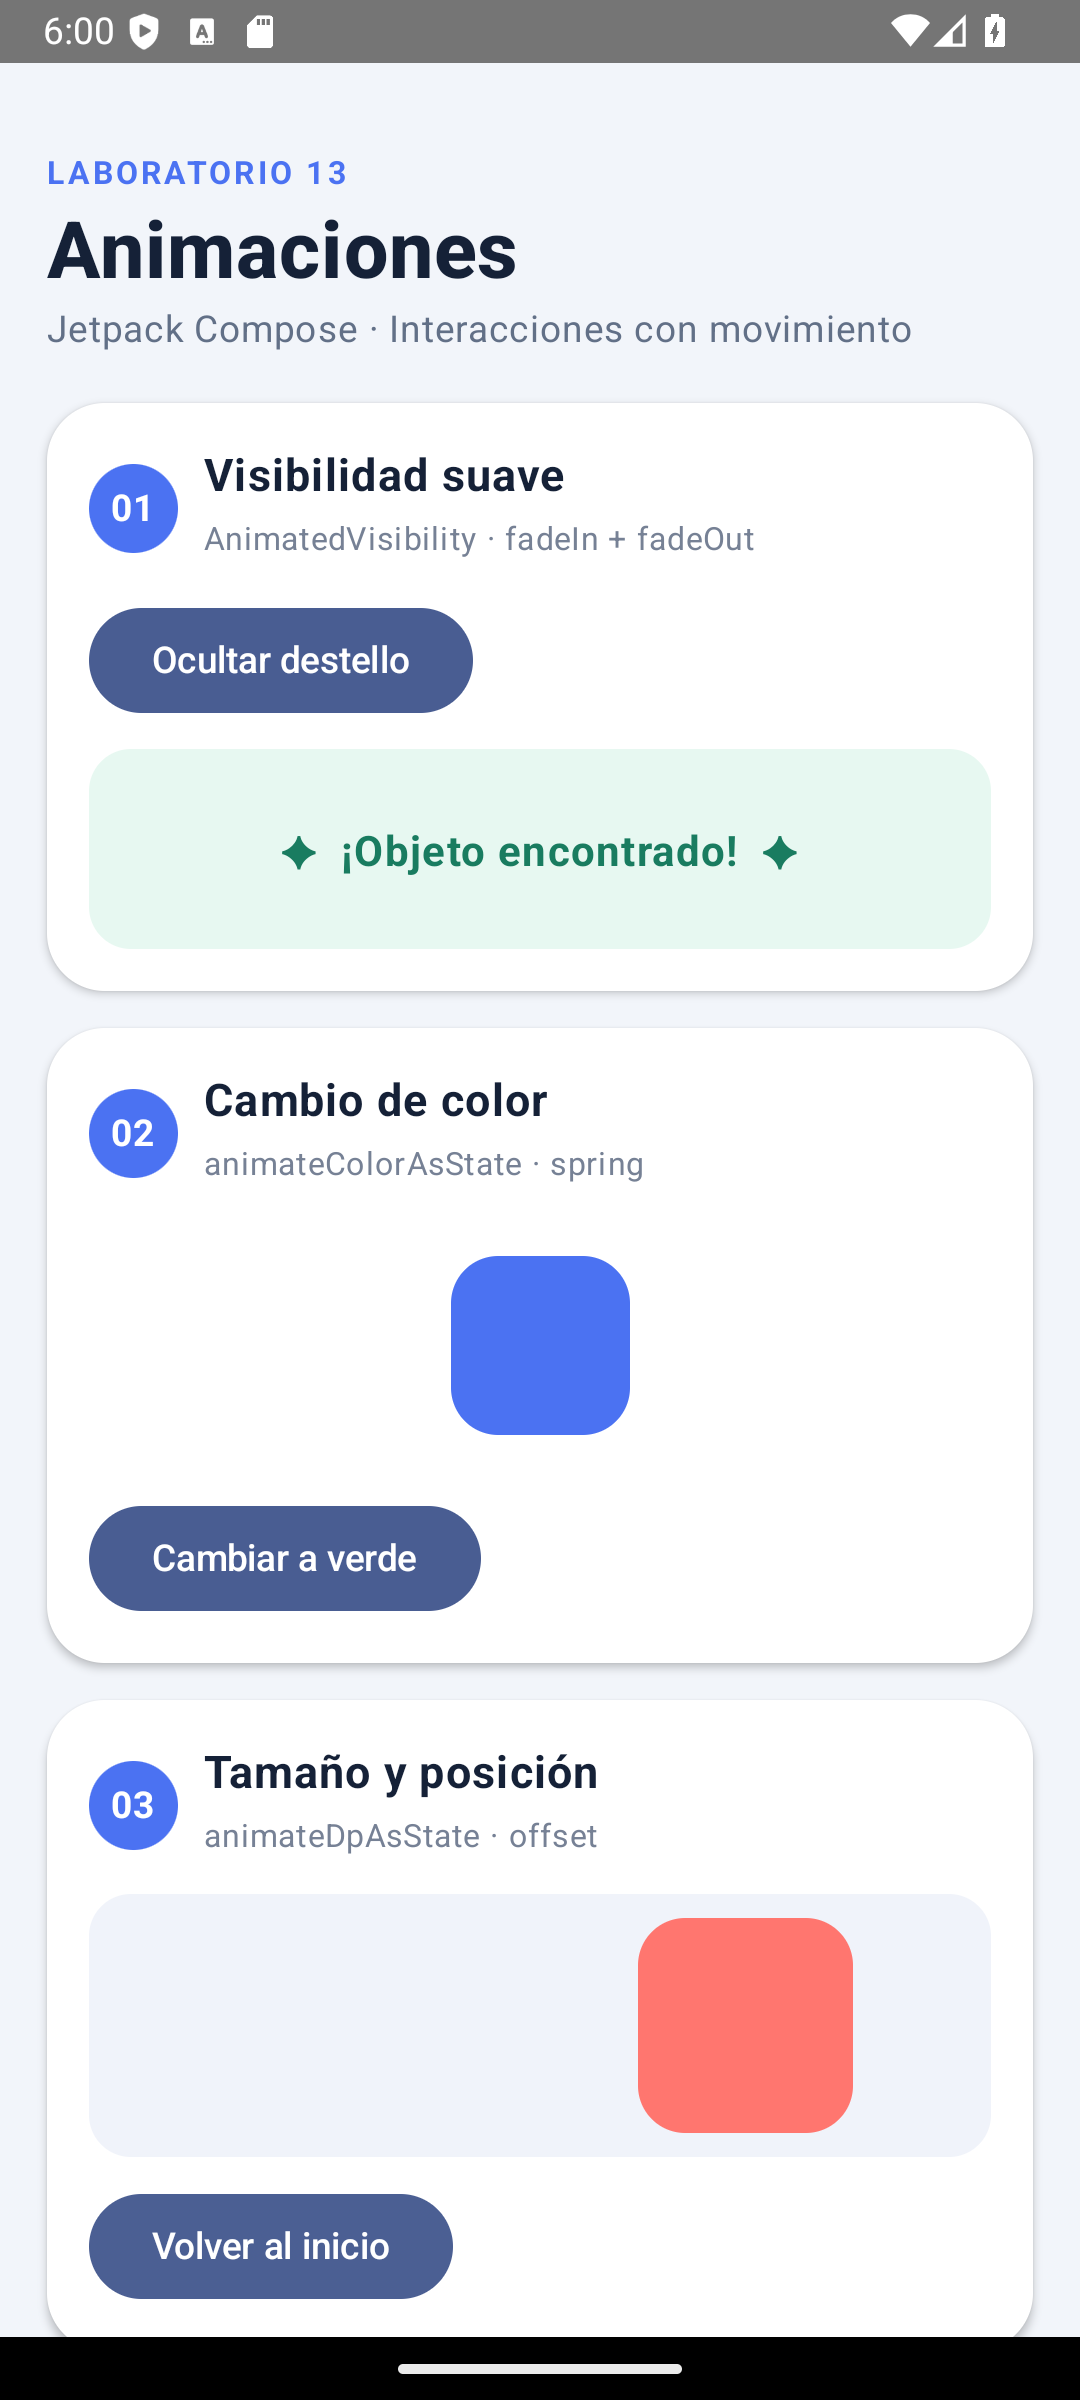 6:00
LABORATORIO 13
Animaciones
Jetpack Compose · Interacciones con movimiento
01
Visibilidad suave
AnimatedVisibility · fadeIn + fadeOut
Ocultar destello
✦ ¡Objeto encontrado! ✦
02
Cambio de color
animateColorAsState · spring
Cambiar a verde
03
Tamaño y posición
animateDpAsState · offset
Volver al inicio